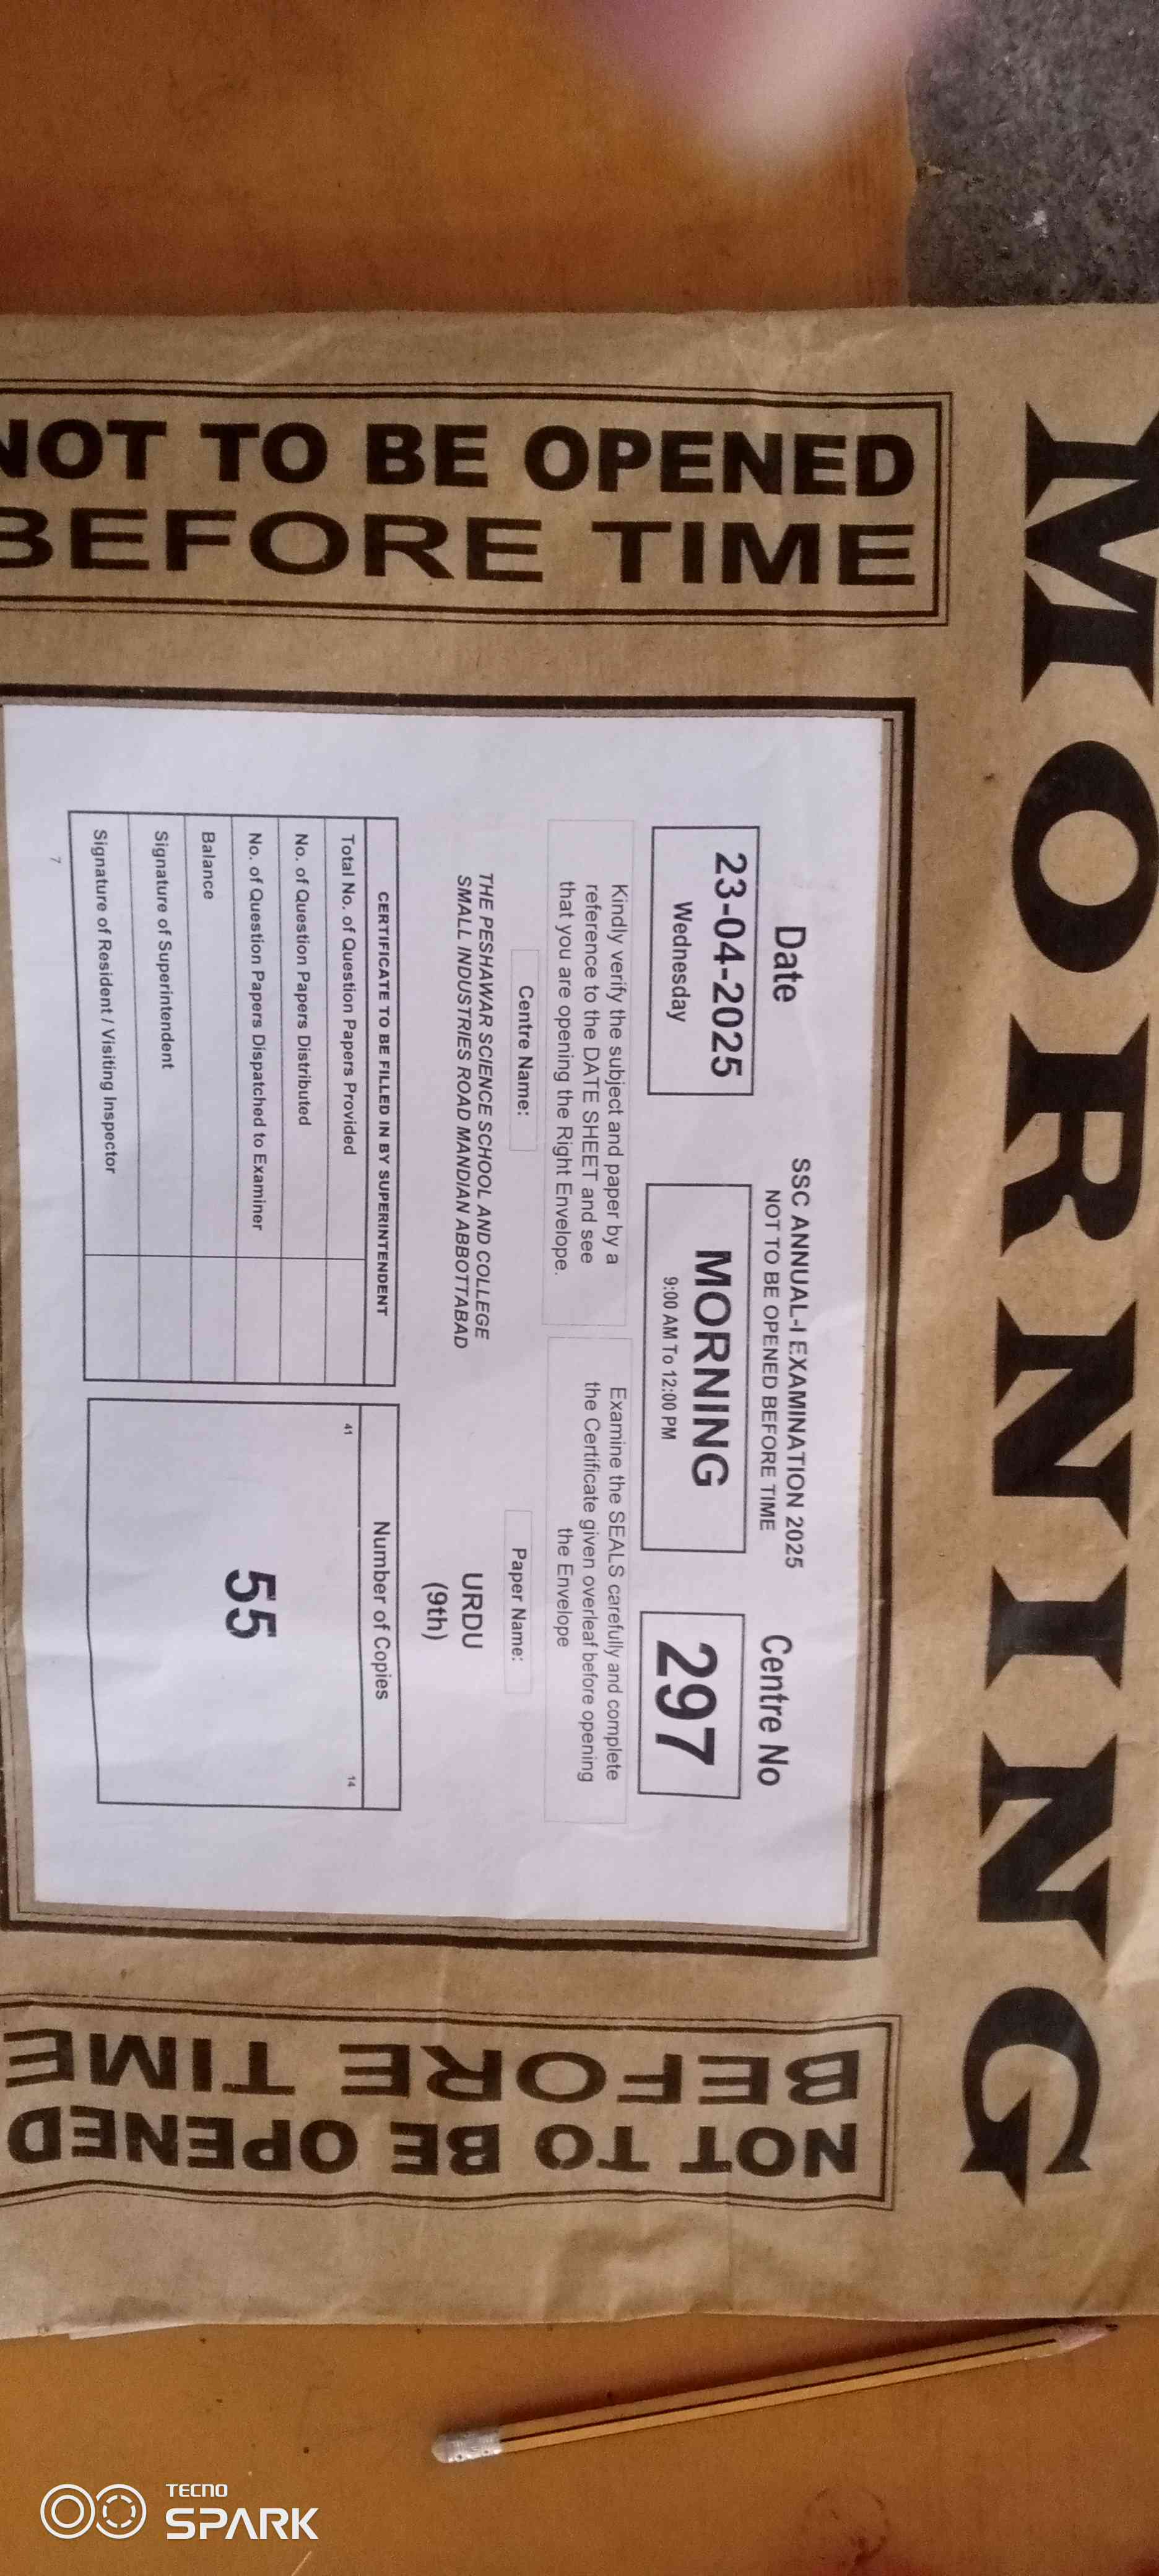 MORNING
NOT TO BE OPENED
BEFORE TIME
Date
23-04-2025
Wednesday
SSC ANNUAL-I EXAMINATION 2025
NOT TO BE OPENED BEFORE TIME
MORNING
9:00 AM To 12:00 PM
Centre No
297
Kindly verify the subject and paper by a
reference to the DATE SHEET and see
that you are opening the Right Envelope.
Examine the SEALS carefully and complete
the Certificate given overleaf before opening
the Envelope
Centre Name:
THE PESHAWAR SCIENCE SCHOOL AND COLLEGE
SMALL INDUSTRIES ROAD MANDIAN ABBOTTABAD
Paper Name:
URDU
(9th)
CERTIFICATE TO BE FILLED IN BY SUPERINTENDENT
Total No. of Question Papers Provided
No. of Question Papers Distributed
No. of Question Papers Dispatched to Examiner
Balance
Signature of Superintendent
Signature of Resident / Visiting Inspector
7
Number of Copies
41
14
55
NOT TO BE OPENED
BEFORE TIME
TECNO
SPARK